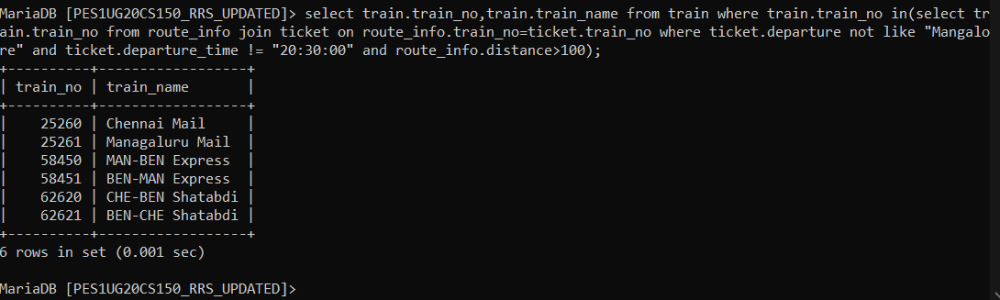 MariaDB [PES1UG20CS150_RRS_UPDATED]> select train.train_no,train.train_name from train where train.train_no in(select tr
ain.train_no from route_info join ticket on route_info.train_no=ticket.train_no where ticket.departure not like "Mangalo
re" and ticket.departure_time != "20:30:00" and route_info.distance>100);
+----------+------------------+
| train_no | train_name       |
+----------+------------------+
|    25260 | Chennai Mail     |
|    25261 | Managaluru Mail  |
|    58450 | MAN-BEN Express  |
|    58451 | BEN-MAN Express  |
|    62620 | CHE-BEN Shatabdi |
|    62621 | BEN-CHE Shatabdi |
+----------+------------------+
6 rows in set (0.001 sec)
MariaDB [PES1UG20CS150_RRS_UPDATED]>